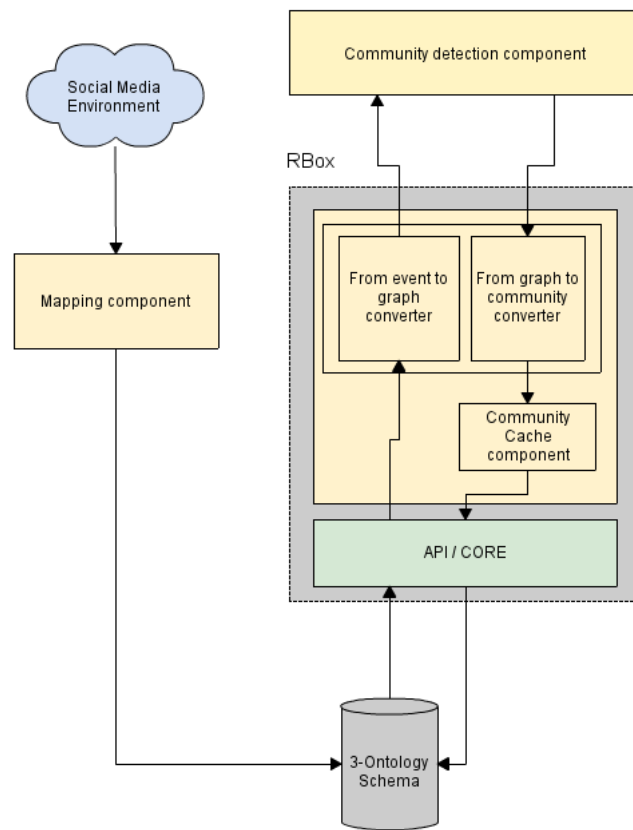 Community detection component
Social Media
Environment
RBox
Mapping component
From event to
graph
converter
From graph to
community
converter
Community
Cache
component
API / CORE
3-Ontology
Schema